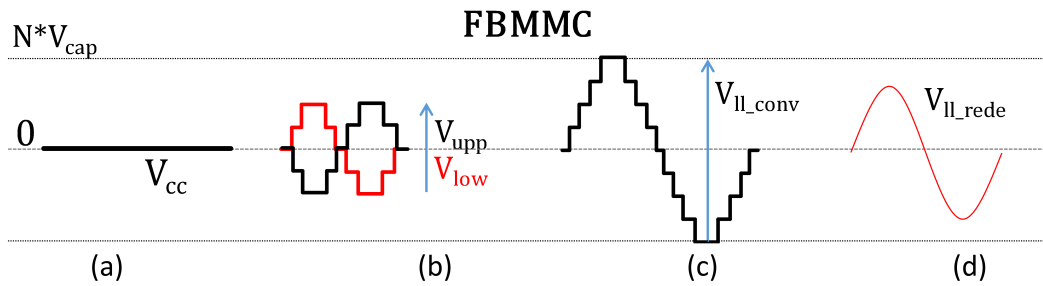 FBMMC
N*Vcap
0
Vcc
Vupp
Vlow
Vll_conv
Vll_rede
(a)
(b)
(c)
(d)